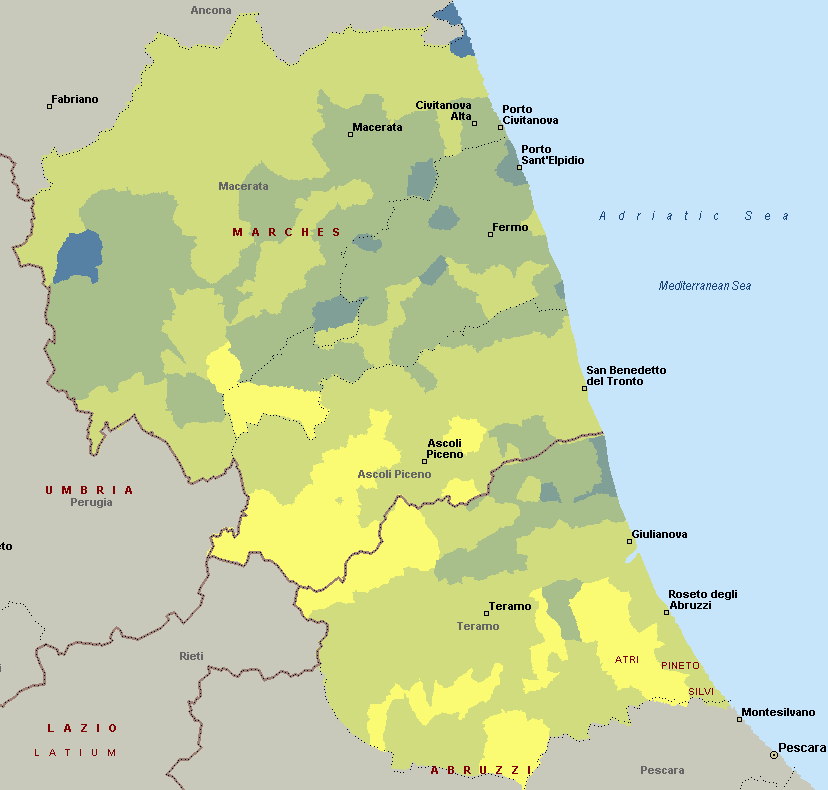 Ancona
Fabriano
Civitanova
Alta
Porto
Civitanova
Macerata
Porto
Sant'Elpidio
Macerata
Adriatic Sea
MARCHES
Fermo
Mediterranean Sea
San Benedetto
del Tronto
Ascoli
Piceno
Ascoli Piceno
UMBRIA
Perugia
eto
Giulianova
Roseto degli
Abruzzi
Teramo
Teramo
Rieti
ATRI
PINETO
SILVI
i
Montesilvano
LAZIO
LATIUM
Pescara
ABRUZZI
Pescara